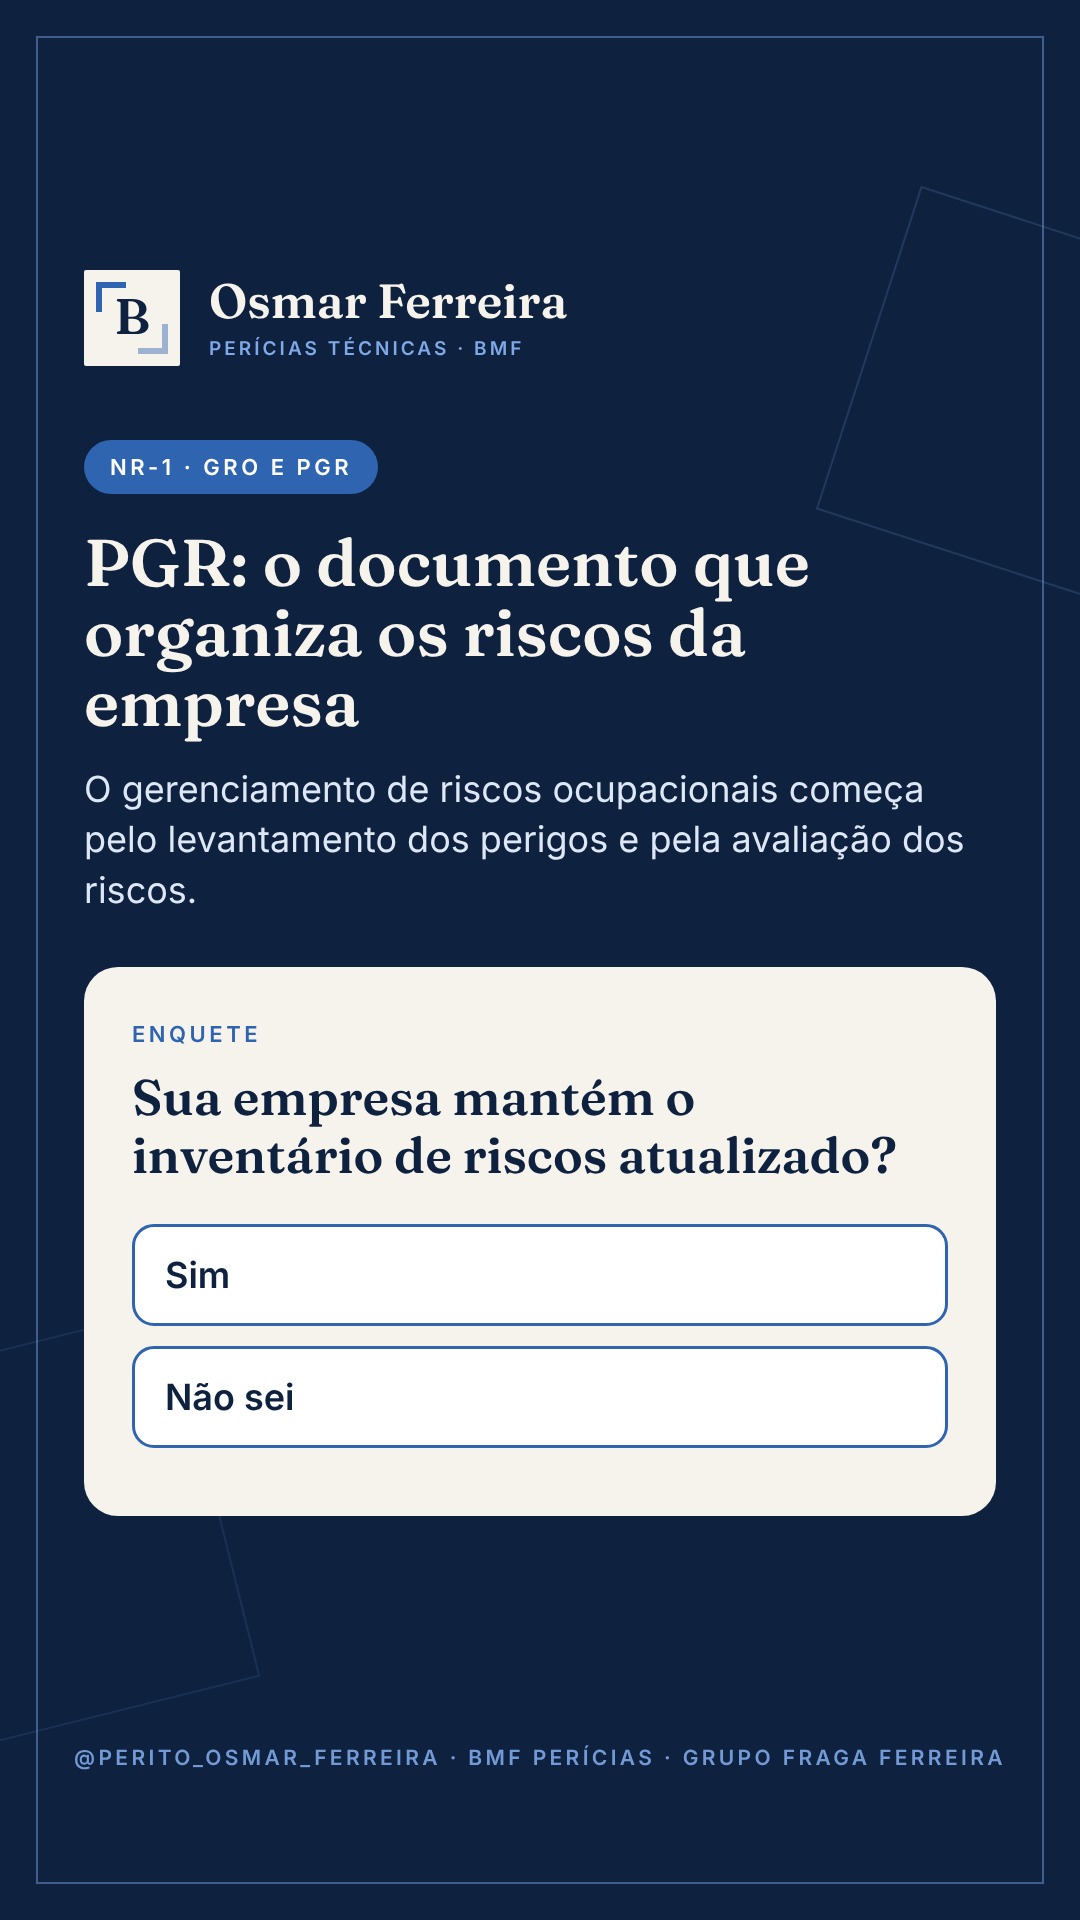 B
Osmar Ferreira
PERÍCIAS TÉCNICAS · BMF
NR-1 · GRO E PGR
PGR: o documento que
organiza os riscos da
empresa
O gerenciamento de riscos ocupacionais começa
pelo levantamento dos perigos e pela avaliação dos
riscos.
ENQUETE
Sua empresa mantém o
inventário de riscos atualizado?
Sim
Não sei
@PERITO_OSMAR_FERREIRA · BMF PERÍCIAS · GRUPO FRAGA FERREIRA